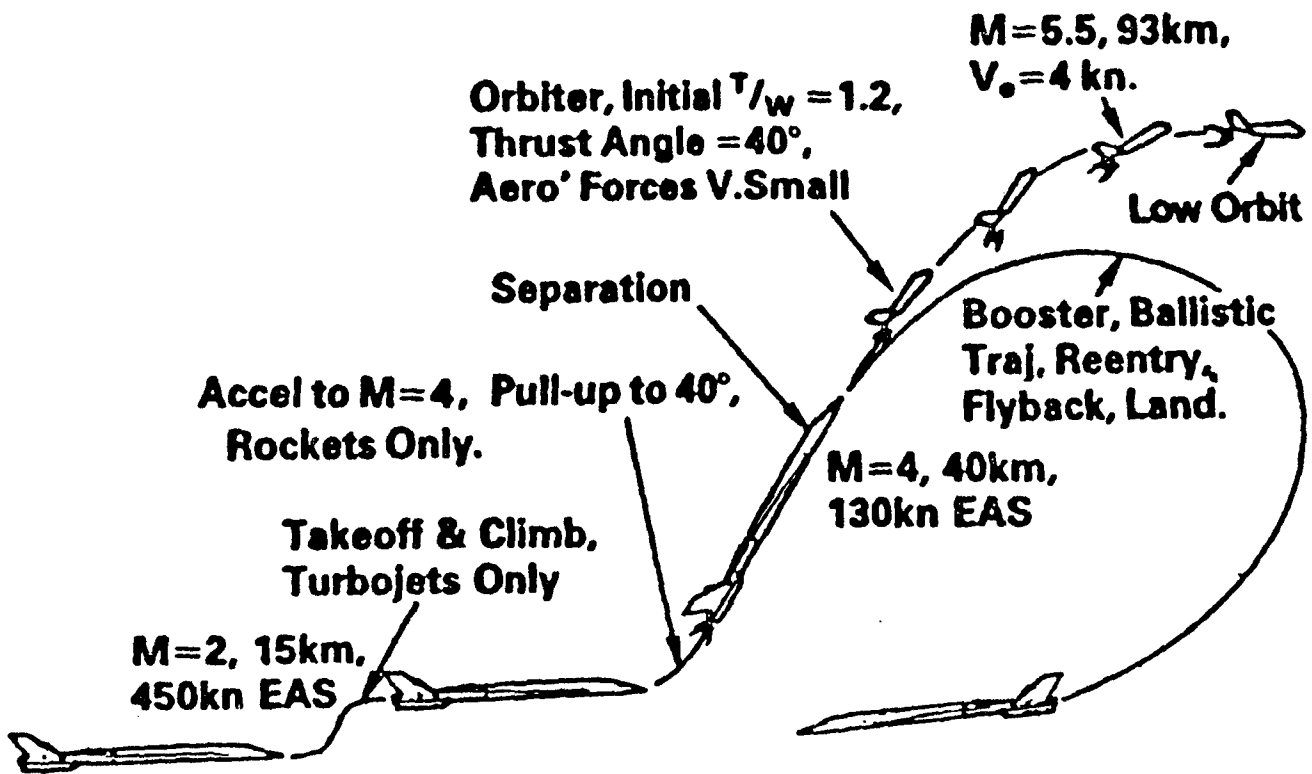 M=5.5, 93km,
Vₑ=4 kn.
Orbiter, Initial T/W =1.2,
Thrust Angle =40°,
Aero' Forces V.Small
Low Orbit
Separation
Booster, Ballistic
Traj, Reentry,
Flyback, Land.
Accel to M=4, Pull-up to 40°,
Rockets Only.
M=4, 40km,
130kn EAS
Takeoff & Climb,
Turbojets Only
M=2, 15km,
450kn EAS